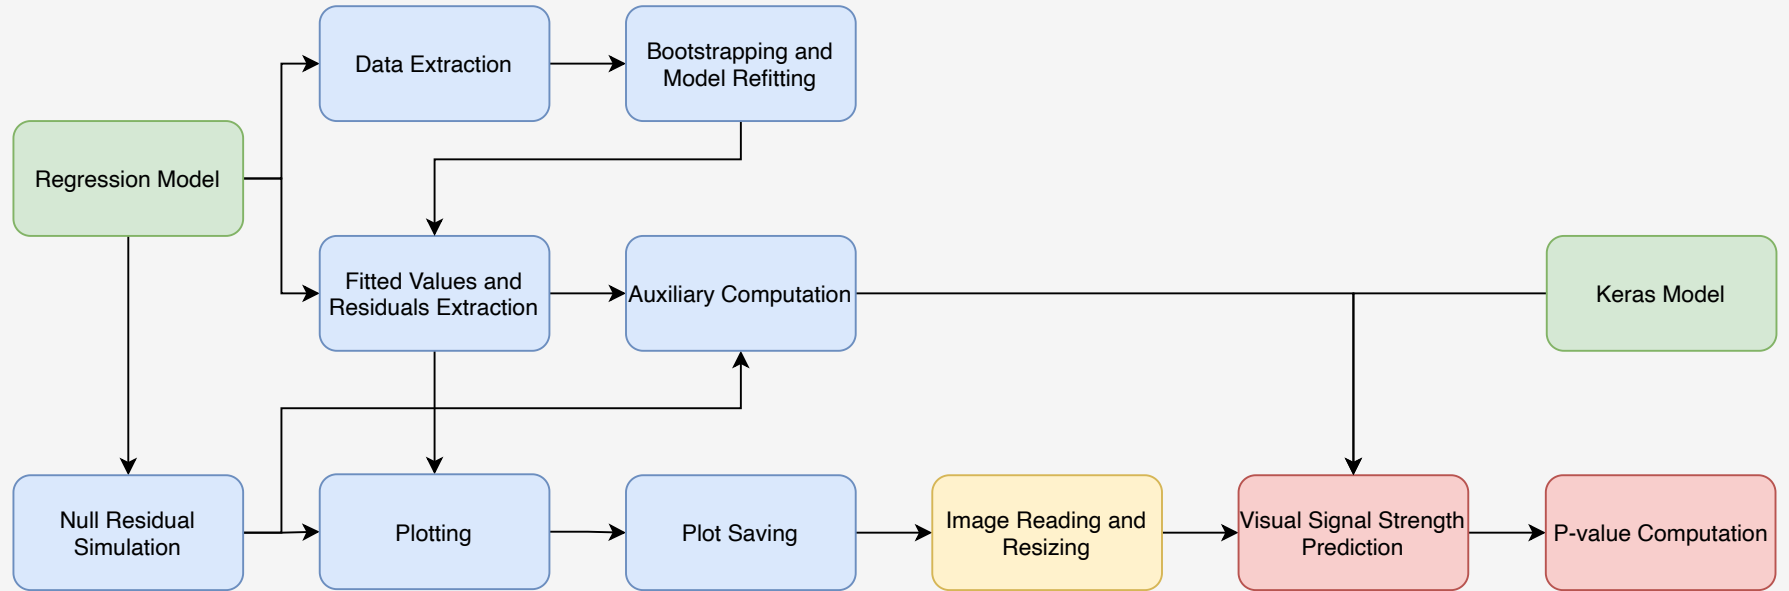 Data Extraction
Bootstrapping and
Model Refitting
Regression Model
Fitted Values and
Residuals Extraction
Auxiliary Computation
Keras Model
Null Residual
Simulation
Plotting
Plot Saving
Image Reading and
Resizing
Visual Signal Strength
Prediction
P-value Computation